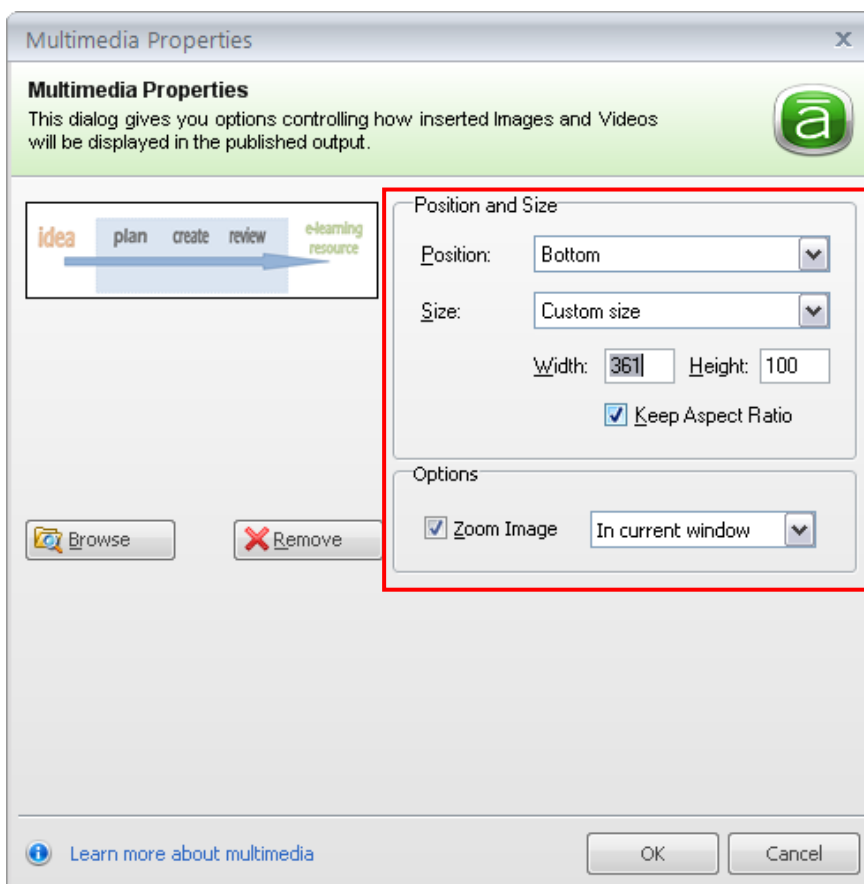 Multimedia Properties
x
Multimedia Properties
This dialog gives you options controlling how inserted Images and Videos
will be displayed in the published output.
ā
idea plan create review e-learning
resource
Position and Size
Position: Bottom
Size: Custom size
Width: 361 Height: 100
Keep Aspect Ratio
Options
Zoom Image In current window
Browse Remove
Learn more about multimedia OK Cancel